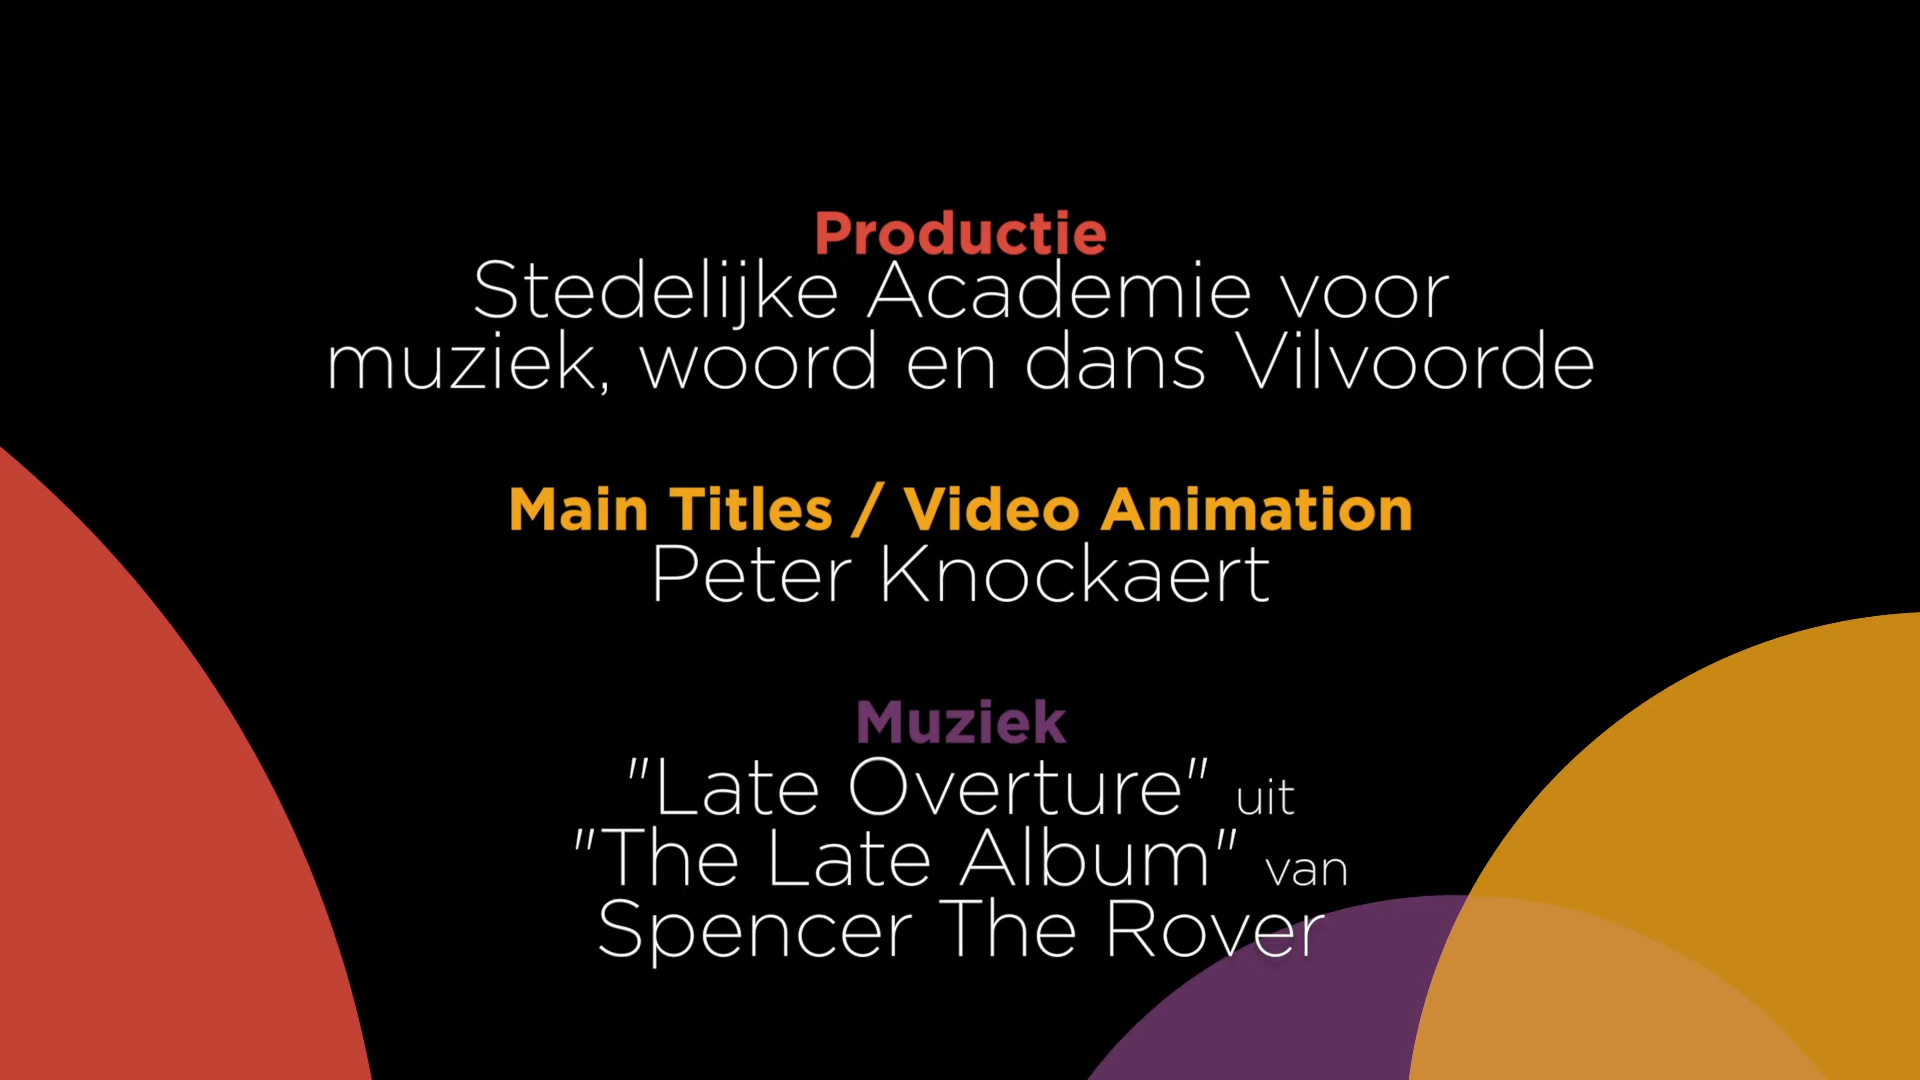 Productie
Stedelijke Academie voor
muziek, woord en dans Vilvoorde
Main Titles / Video Animation
Peter Knockaert
Muziek
"Late Overture" uit
"The Late Album" van
Spencer The Rover